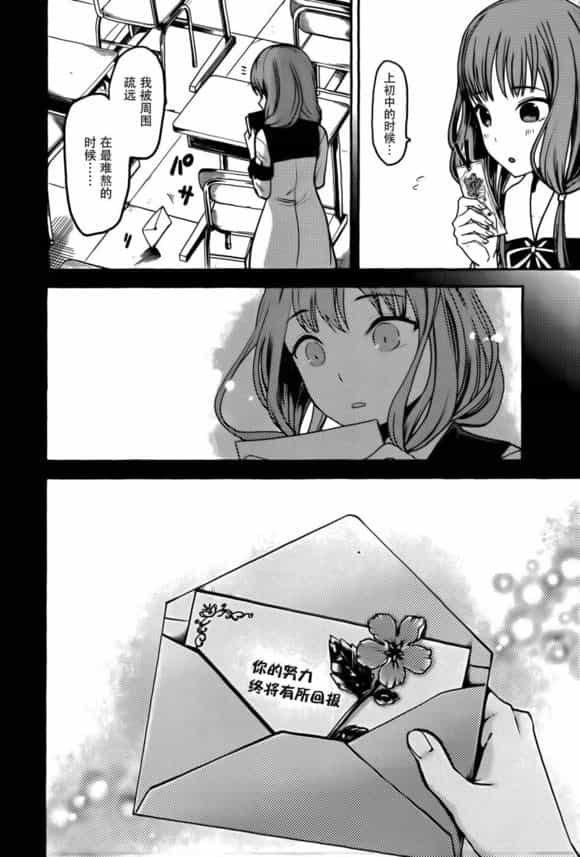 上初中的时候…
我被周围
疏远
在最难熬的
时候……
パサ
你的努力
终将有所回报